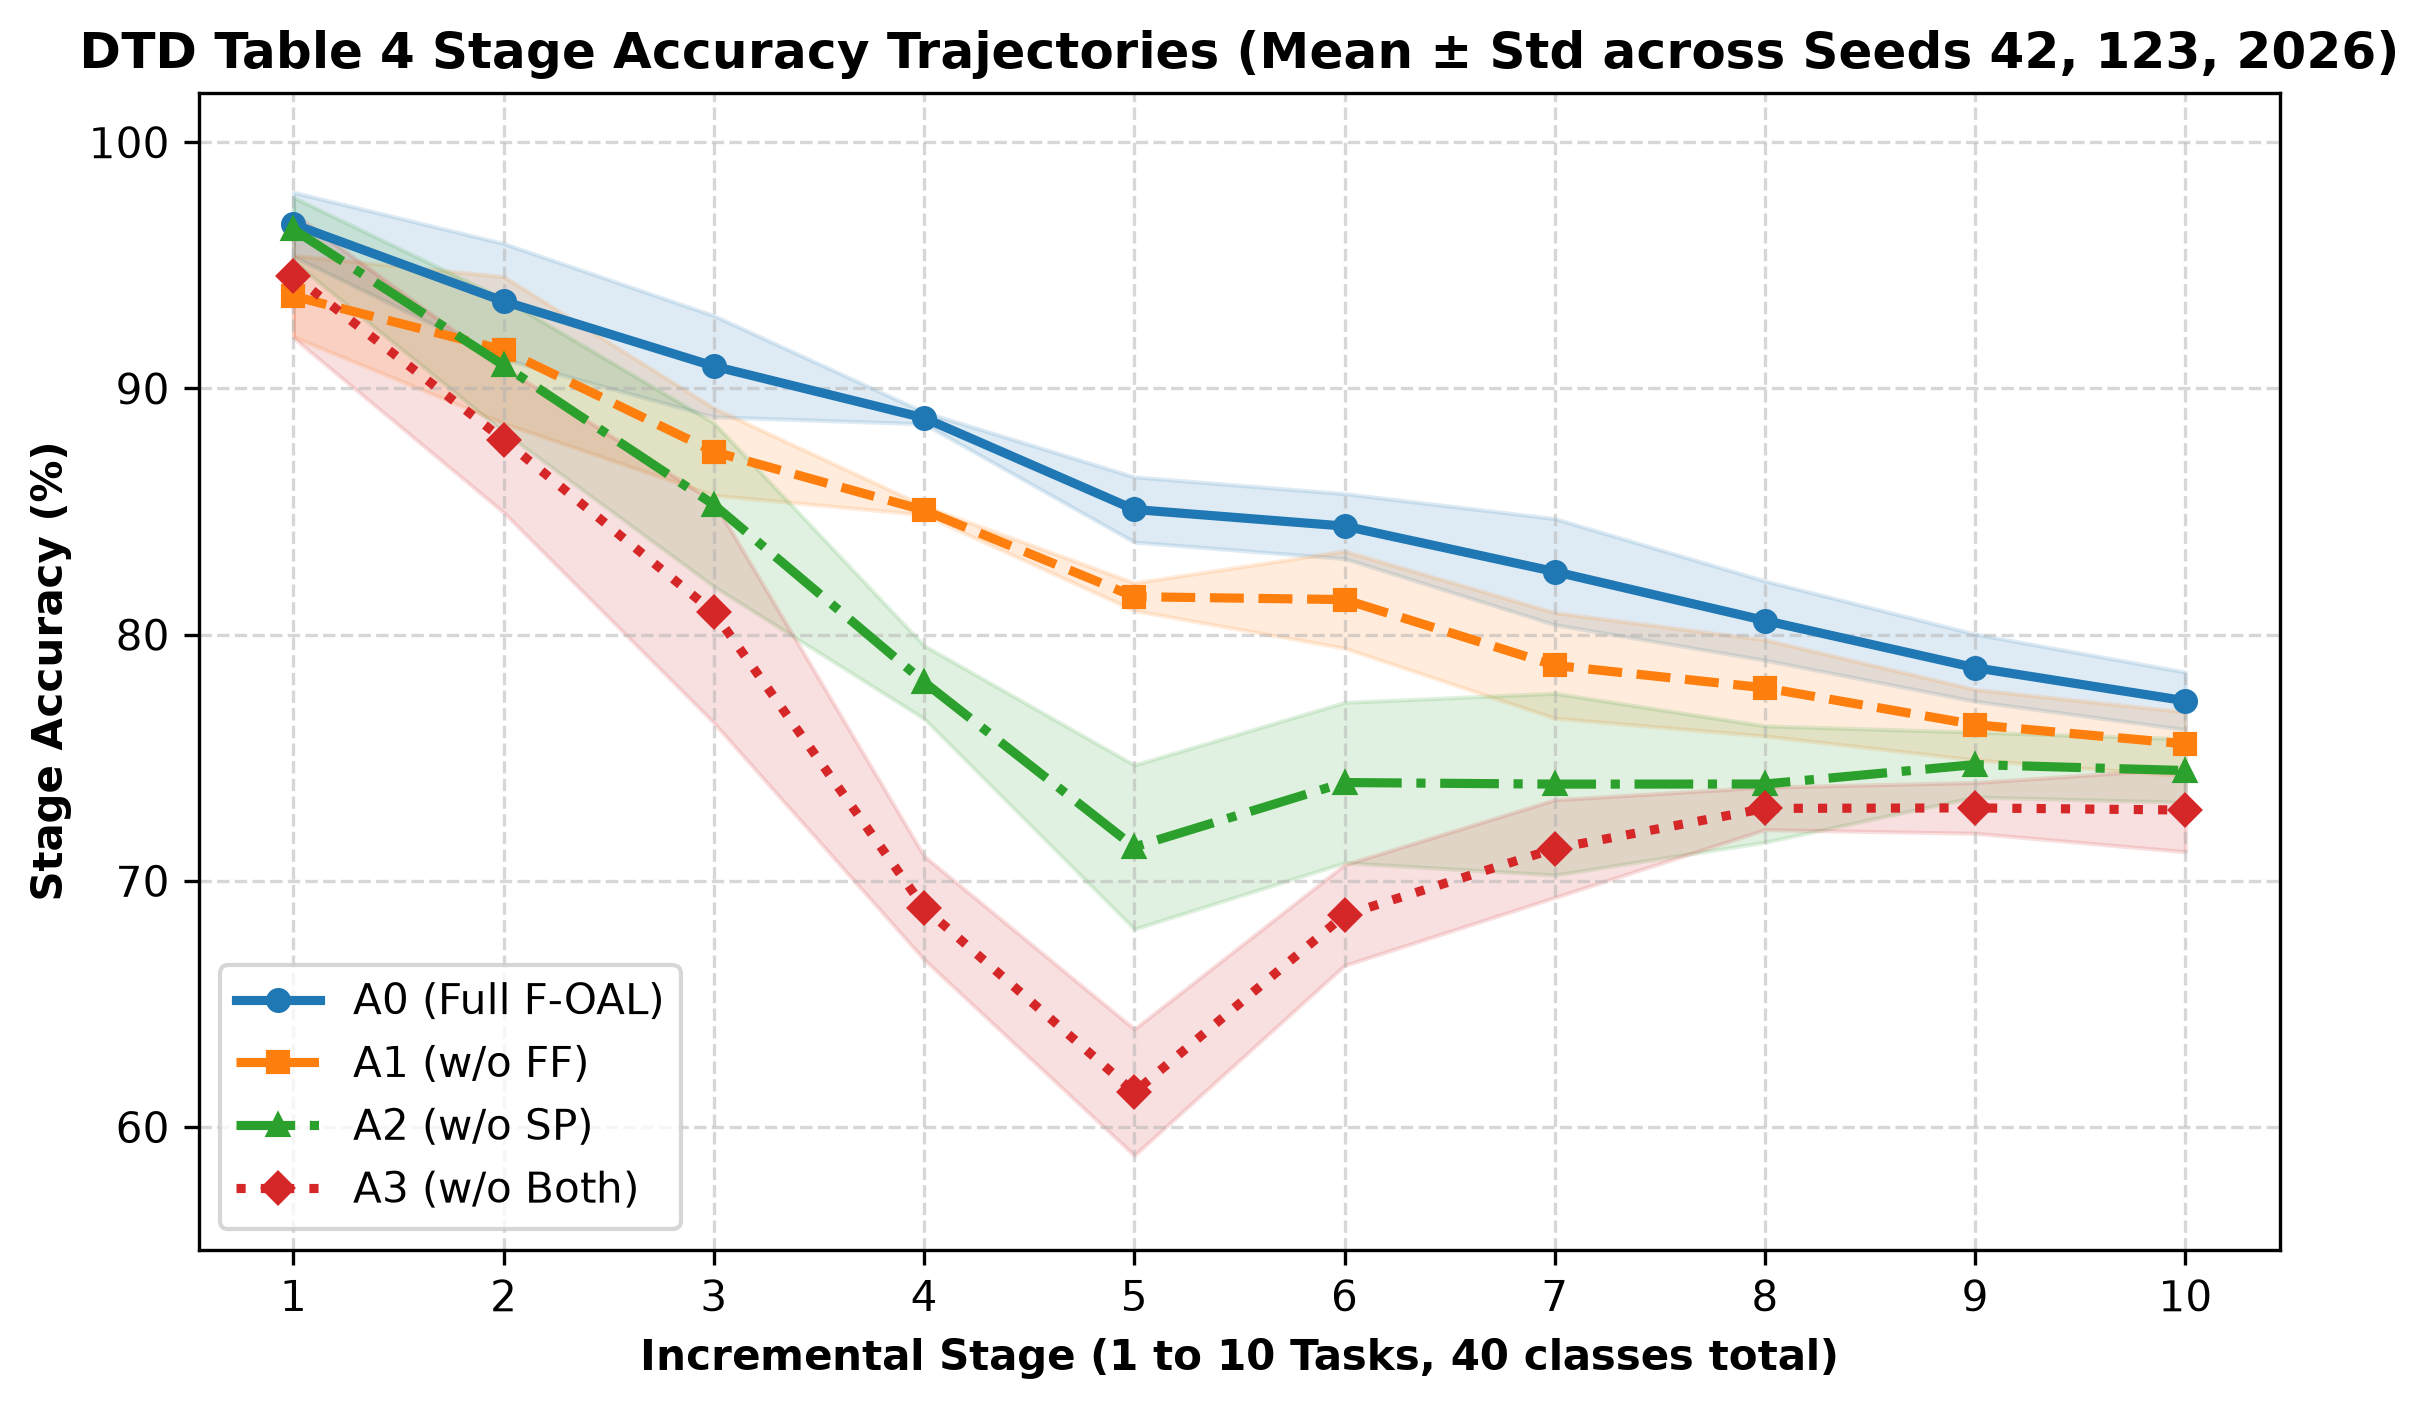 DTD Table 4 Stage Accuracy Trajectories (Mean ± Std across Seeds 42, 123, 2026)
Stage Accuracy (%)
100
90
80
70
60
A0 (Full F-OAL)
A1 (w/o FF)
A2 (w/o SP)
A3 (w/o Both)
1 2 3 4 5 6 7 8 9 10
Incremental Stage (1 to 10 Tasks, 40 classes total)